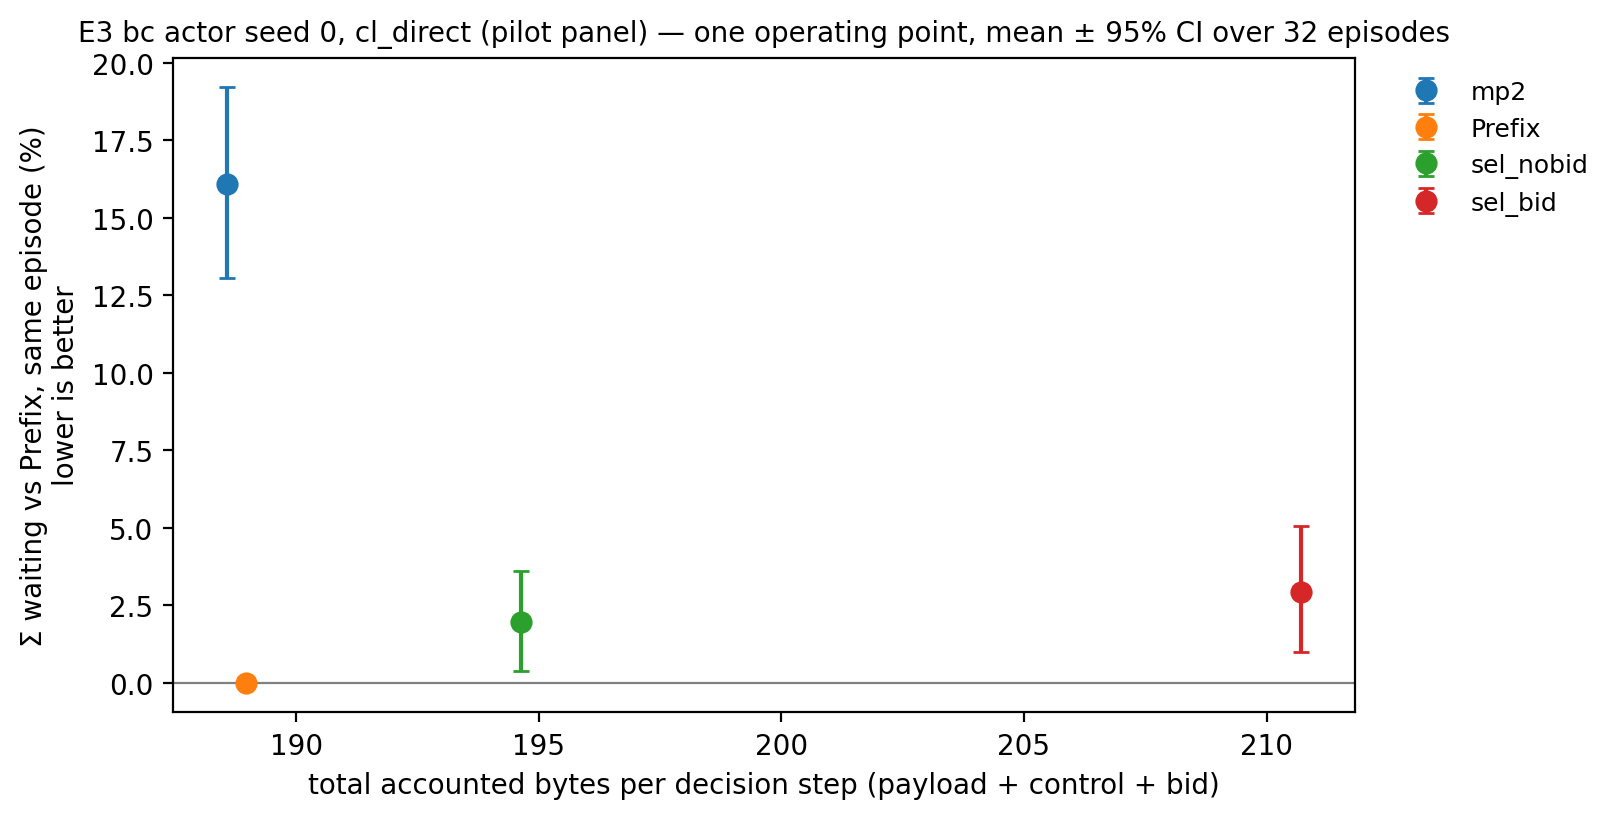 E3 bc actor seed 0, cl_direct (pilot panel) — one operating point, mean ± 95% CI over 32 episodes
Σ waiting vs Prefix, same episode (%)
lower is better
20.0
17.5
15.0
12.5
10.0
7.5
5.0
2.5
0.0
190
195
200
205
210
total accounted bytes per decision step (payload + control + bid)
mp2
Prefix
sel_nobid
sel_bid